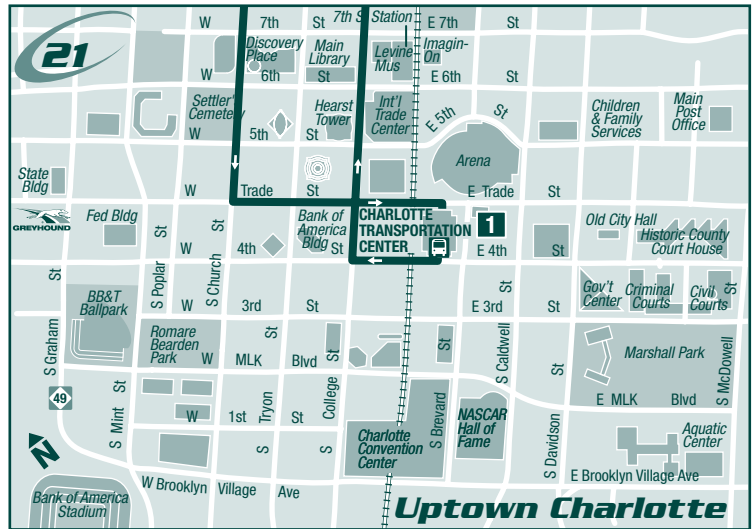 21
W 7th St 7th St Station E 7th St
Discovery
Place
Main
Library
Levine
Mus
Imagin-
On
W 6th St E 6th St
Settler's
Cemetery
Hearst
Tower
Int'l
Trade
Center
Children
& Family
Services
Main
Post
Office
W 5th St E 5th St
Arena
State
Bldg
W Trade St E Trade St
GREYHOUND
Fed Bldg
Bank of
America
Bldg
CHARLOTTE
TRANSPORTATION
CENTER
1
Old City Hall
Historic County
Court House
W 4th St E 4th St
BB&T
Ballpark
Gov't
Center
Criminal
Courts
Civil
Courts
W 3rd St E 3rd St
Romare
Bearden
Park
Marshall Park
W MLK Blvd
E MLK Blvd
49
W 1st St
S Graham St
S Mint St
S Poplar St
S Church St
S Tryon St
S College St
S Brevard St
S Caldwell St
S Davidson St
S McDowell St
Charlotte
Convention
Center
NASCAR
Hall of
Fame
Aquatic
Center
N
W Brooklyn Village Ave
E Brooklyn Village Ave
Bank of America
Stadium
Uptown Charlotte